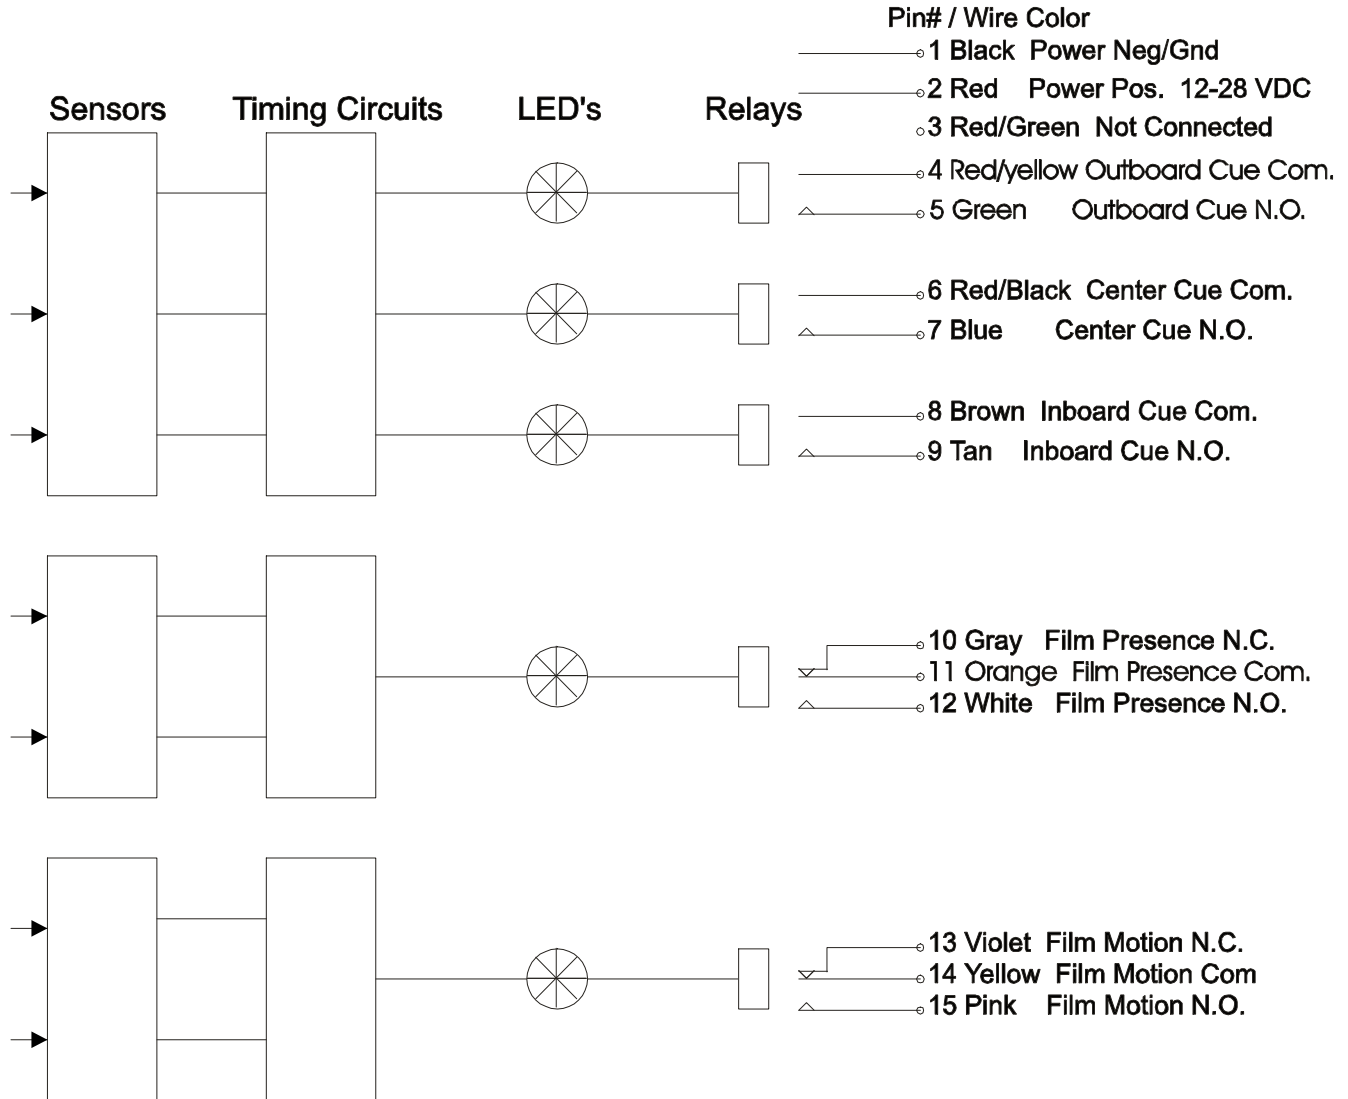 Pin# / Wire Color
1 Black Power Neg/Gnd
2 Red Power Pos. 12-28 VDC
Sensors Timing Circuits LED's Relays
3 Red/Green Not Connected
4 Red/yellow Outboard Cue Com.
5 Green Outboard Cue N.O.
6 Red/Black Center Cue Com.
7 Blue Center Cue N.O.
8 Brown Inboard Cue Com.
9 Tan Inboard Cue N.O.
10 Gray Film Presence N.C.
11 Orange Film Presence Com.
12 White Film Presence N.O.
13 Violet Film Motion N.C.
14 Yellow Film Motion Com
15 Pink Film Motion N.O.